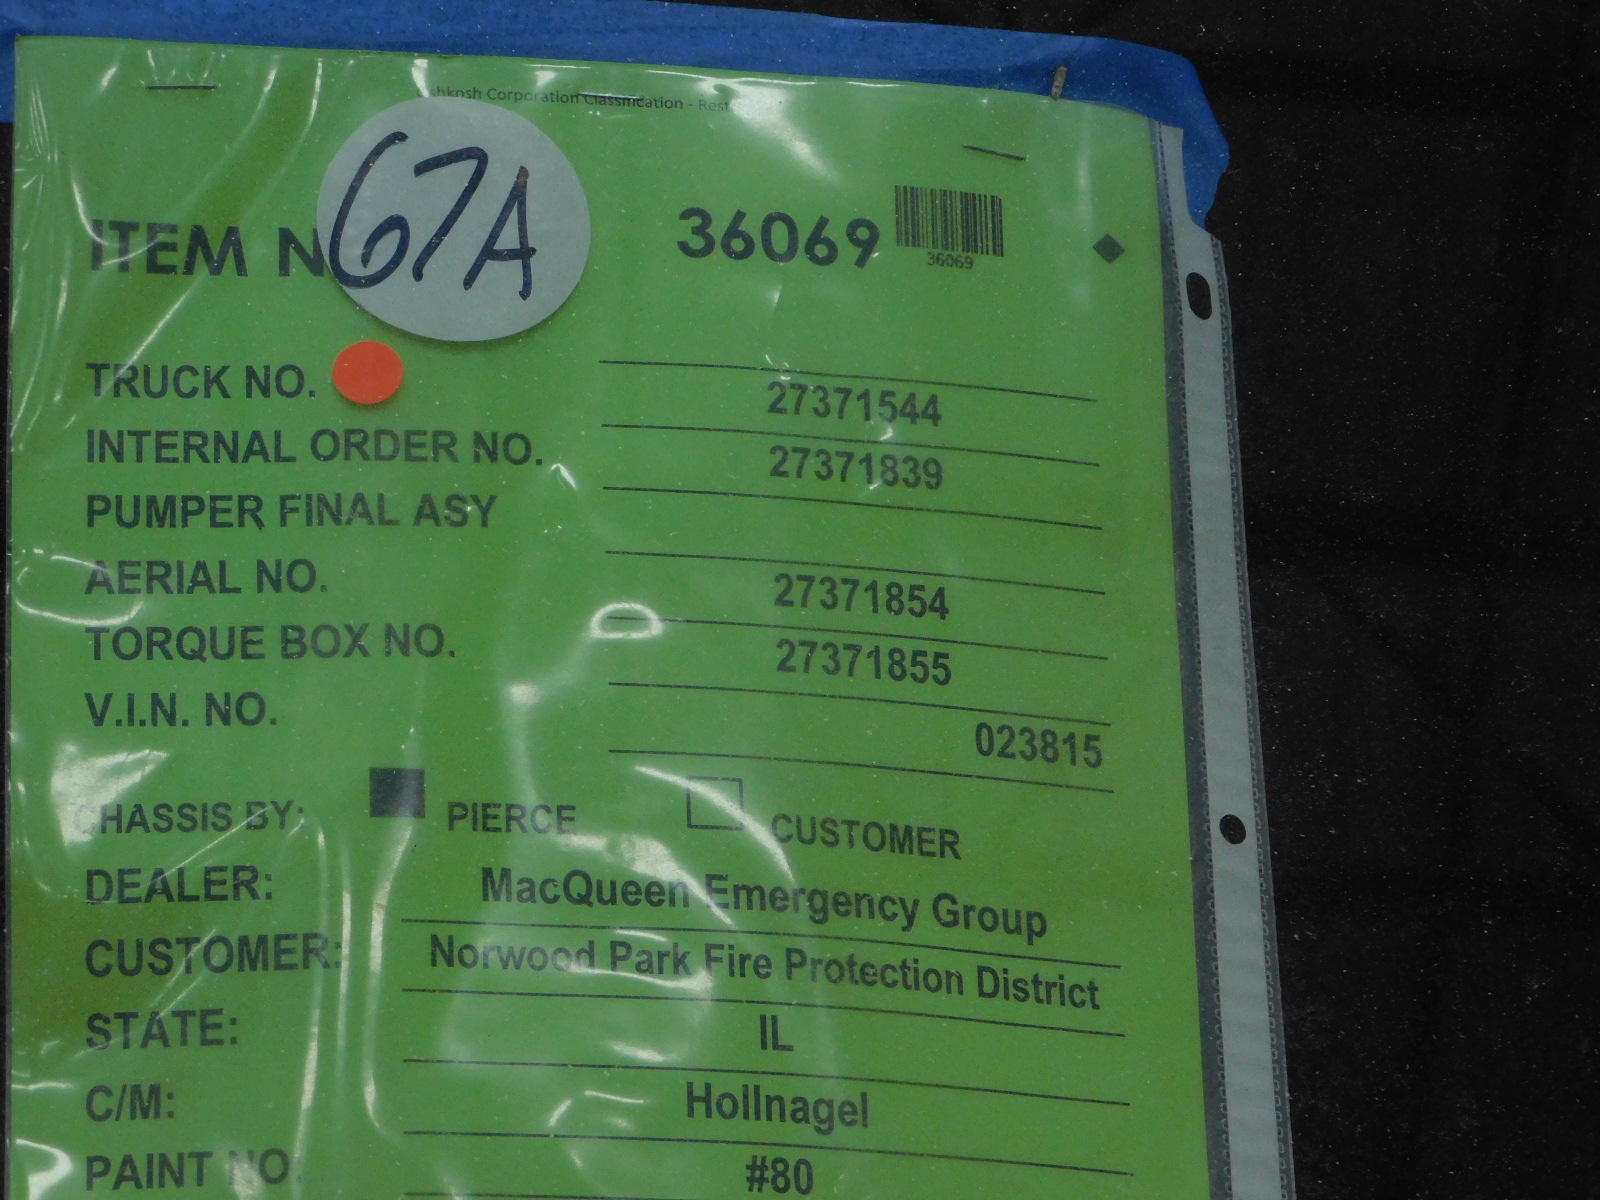 Oshkosh Corporation Classification - Rest
ITEM N 67A 36069
36069
TRUCK NO. 27371544
INTERNAL ORDER NO. 27371839
PUMPER FINAL ASY
AERIAL NO. 27371854
TORQUE BOX NO. 27371855
V.I.N. NO. 023815
CHASSIS BY: PIERCE CUSTOMER
DEALER: MacQueen Emergency Group
CUSTOMER: Norwood Park Fire Protection District
STATE: IL
C/M: Hollnagel
PAINT NO. #80